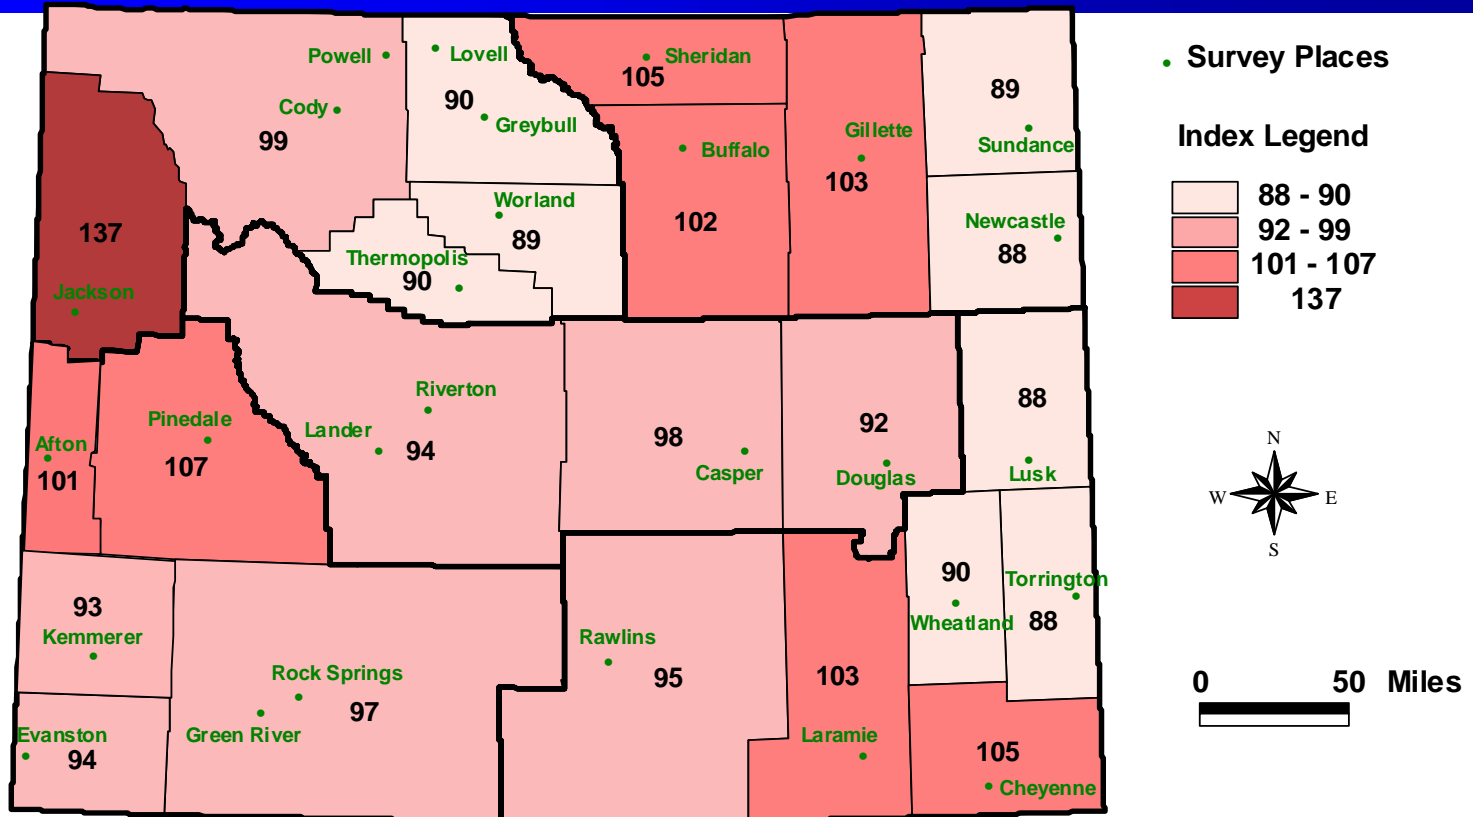 Powell
Lovell
Sheridan
105
Survey Places
89
90
Cody
Greybull
99
Gillette
Sundance
Index Legend
Buffalo
103
88 - 90
Worland
Newcastle
102
137
89
92 - 99
Thermopolis
88
90
101 - 107
Jackson
137
Riverton
88
Pinedale
Lander
92
Afton
98
94
N
107
101
Casper
Douglas
Lusk
W
E
S
90
Torrington
93
Wheatland
88
Kemmerer
Rawlins
Rock Springs
95
103
0
50
Miles
97
Evanston
Green River
Laramie
94
105
Cheyenne